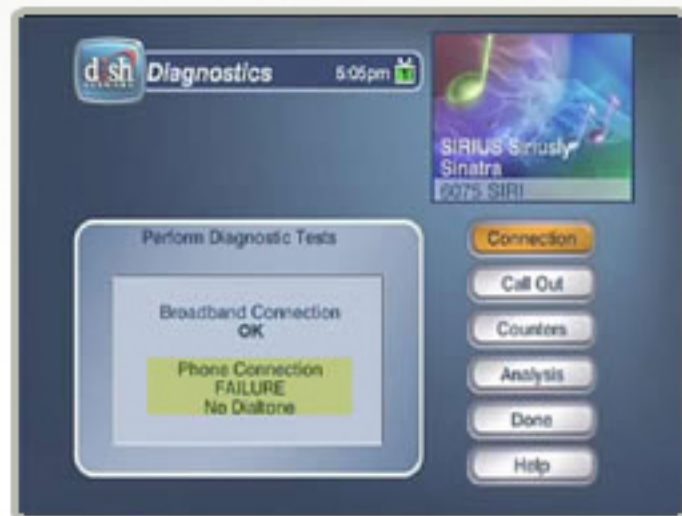 dish
NETWORK
Diagnostics
5:05pm
SIRIUS Siriusly
Sinatra
6075 SIRI
Perform Diagnostic Tests
Broadband Connection
OK
Phone Connection
FAILURE
No Dialtone
Connection
Call Out
Counters
Analysis
Done
Help